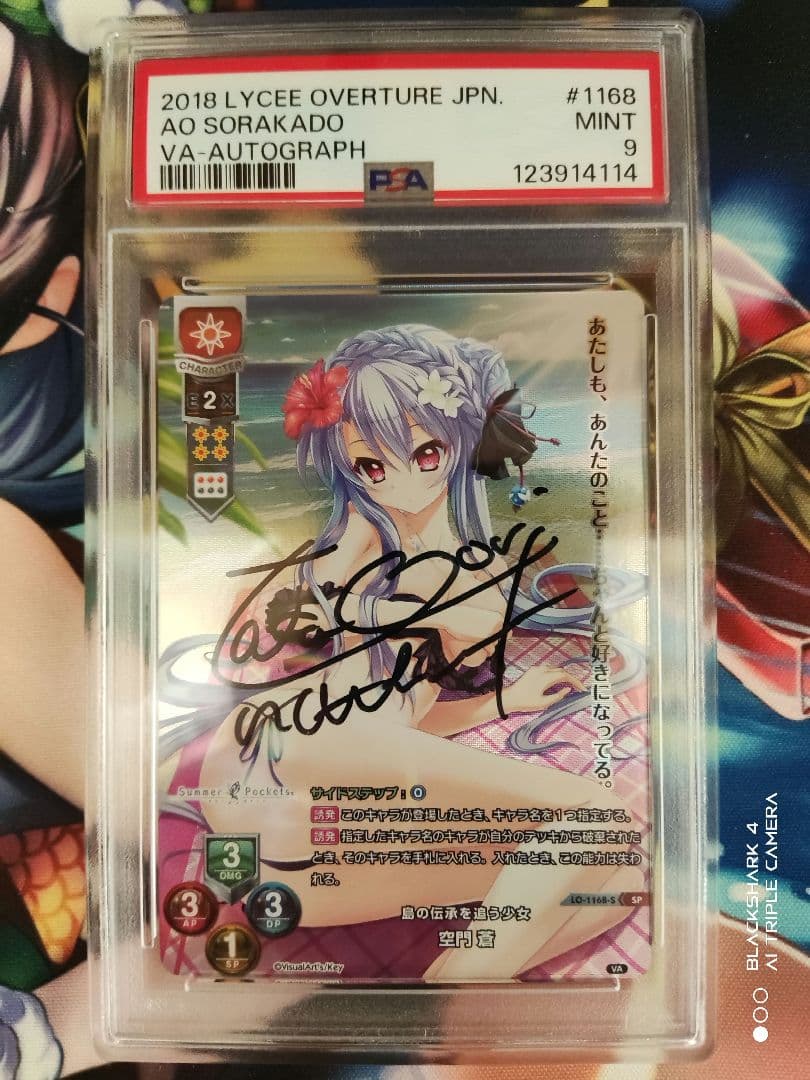 2018 LYCEE OVERTURE JPN. #1168
AO SORAKADO MINT
VA-AUTOGRAPH 9
PSA 123914114
CHARACTER
EX 2
あたしも、あんたのこと……ちゃんと好きになってる。
Summer Pockets
サイドステップ:0
誘発 このキャラが登場したとき、キャラ名を1つ指定する。
誘発 指定したキャラ名のキャラが自分のデッキから破棄された
とき、そのキャラを手札に入れる。入れたとき、この能力は失わ
れる。
3
DMG
3
AP
3
DP
1
SP
LO-1168-S SP
島の伝承を追う少女
空門 蒼
©VisualArt's/Key
VA
BLACKSHARK 4
AI TRIPLE CAMERA